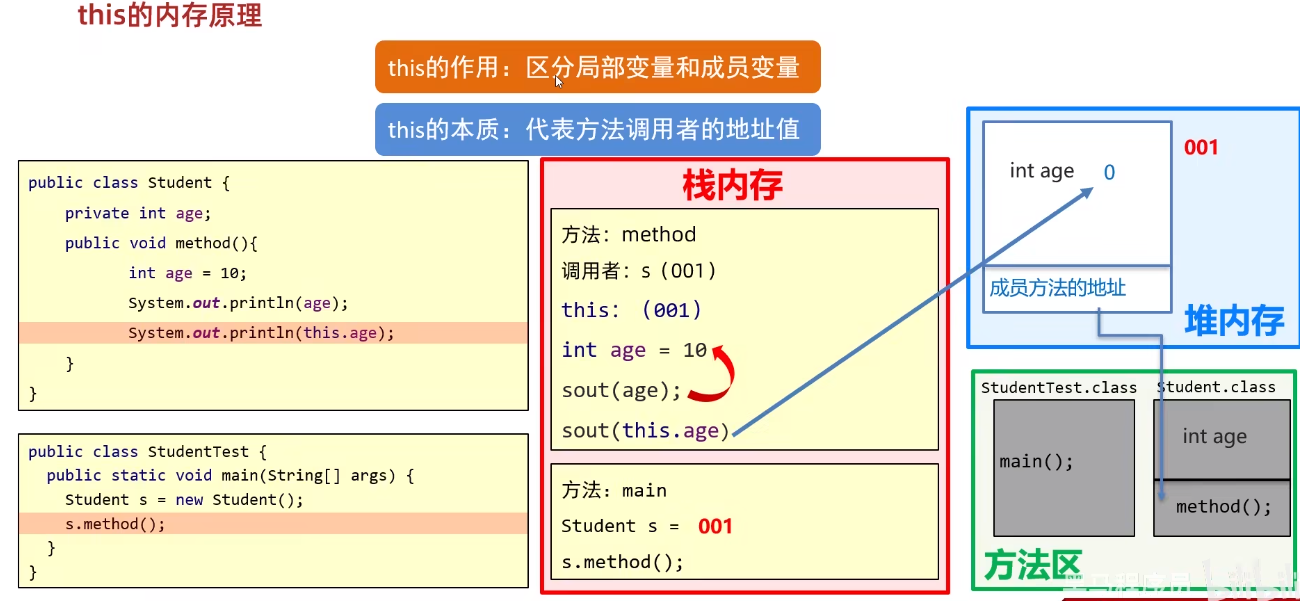 this的内存原理
this的作用：区分局部变量和成员变量
this的本质：代表方法调用者的地址值
public class Student {
private int age;
public void method(){
int age = 10;
System.out.println(age);
System.out.println(this.age);
}
}
public class StudentTest {
public static void main(String[] args) {
Student s = new Student();
s.method();
}
}
栈内存
方法：method
调用者：s（001）
this：（001）
int age = 10
sout(age);
sout(this.age)
方法：main
Student s = 001
s.method();
int age 0
001
成员方法的地址
堆内存
StudentTest.class
Student.class
main();
int age
method();
方法区